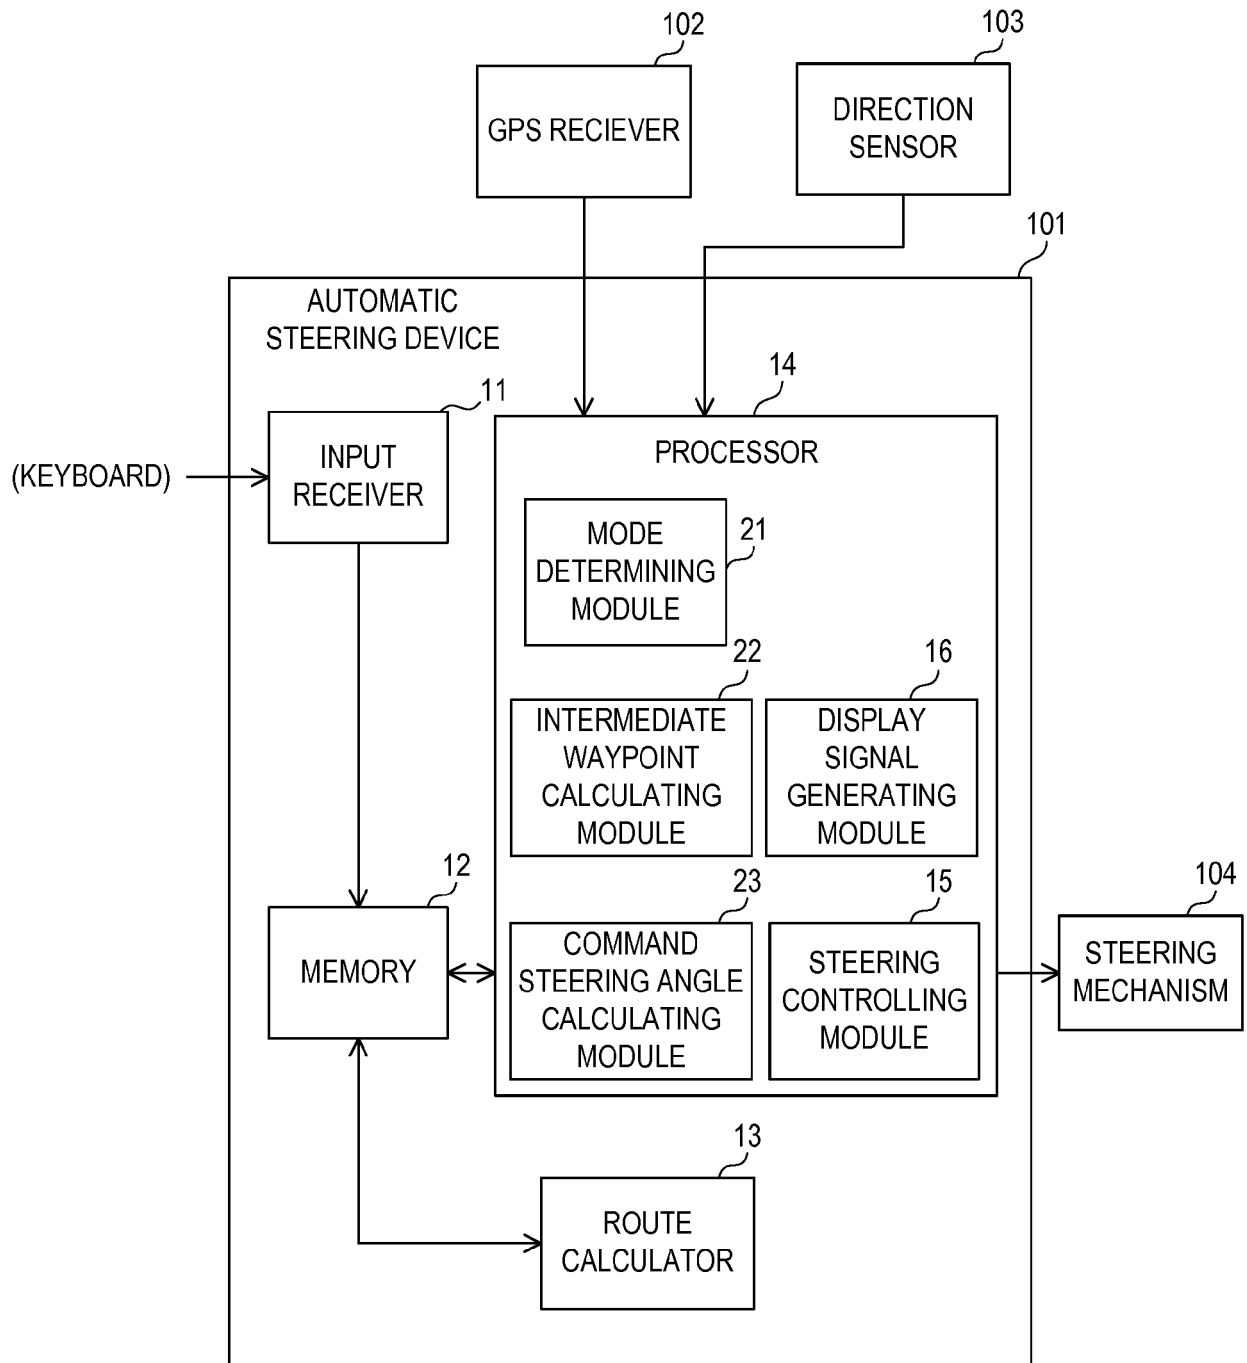 102
103
GPS RECIEVER
DIRECTION
SENSOR
101
AUTOMATIC
STEERING DEVICE
14
11
PROCESSOR
(KEYBOARD)
INPUT
RECEIVER
MODE
DETERMINING
MODULE
21
22
16
INTERMEDIATE
WAYPOINT
CALCULATING
MODULE
DISPLAY
SIGNAL
GENERATING
MODULE
12
23
15
104
MEMORY
COMMAND
STEERING ANGLE
CALCULATING
MODULE
STEERING
CONTROLLING
MODULE
STEERING
MECHANISM
13
ROUTE
CALCULATOR